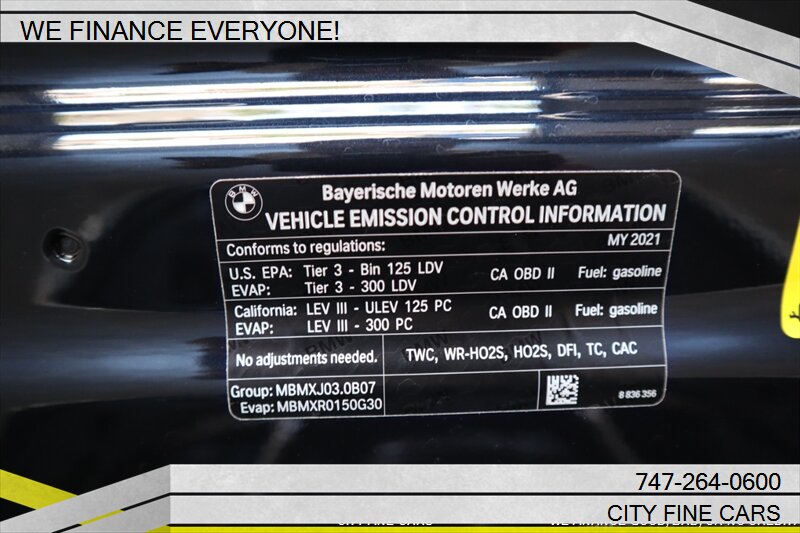 WE FINANCE EVERYONE!
BMW
Bayerische Motoren Werke AG
VEHICLE EMISSION CONTROL INFORMATION
Conforms to regulations: MY 2021
U.S. EPA: Tier 3 - Bin 125 LDV CA OBD II Fuel: gasoline
EVAP: Tier 3 - 300 LDV
California: LEV III - ULEV 125 PC CA OBD II Fuel: gasoline
EVAP: LEV III - 300 PC
No adjustments needed. TWC, WR-HO2S, HO2S, DFI, TC, CAC
Group: MBMXJ03.0B07
Evap: MBMXR0150G30
8 836 356
747-264-0600
CITY FINE CARS